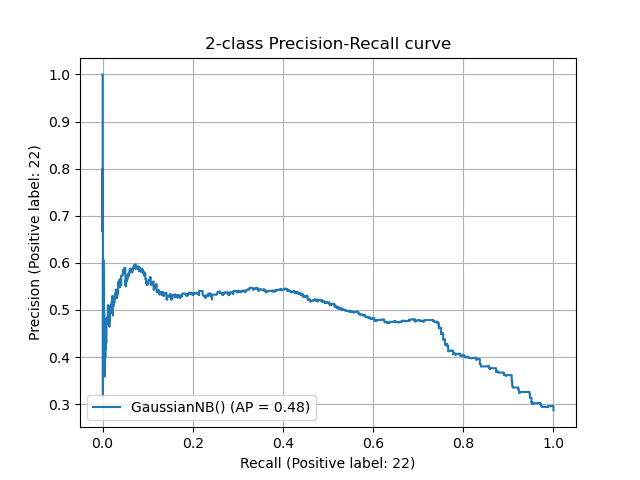 2-class Precision-Recall curve
1.0
0.9
0.8
0.7
0.6
0.5
0.4
0.3
Precision (Positive label: 22)
GaussianNB() (AP = 0.48)
0.0 0.2 0.4 0.6 0.8 1.0
Recall (Positive label: 22)